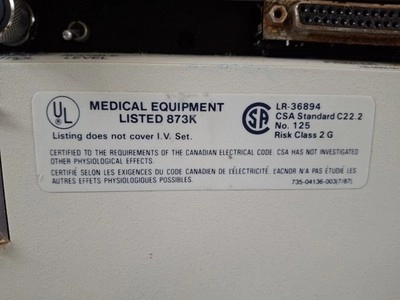 LEVEL
UL
MEDICAL EQUIPMENT
LISTED 873K
Listing does not cover I.V. Set.
SA
LR-36894
CSA Standard C22.2
No. 125
Risk Class 2 G
CERTIFIED TO THE REQUIREMENTS OF THE CANADIAN ELECTRICAL CODE. CSA HAS NOT INVESTIGATED
OTHER PHYSIOLOGICAL EFFECTS.
CERTIFIÉ SELON LES EXIGENCES DU CODE CANADIEN DE L'ÉLECTRICITÉ. L'ACNOR N'A PAS ÉTUDIÉ LES
AUTRES EFFETS PHYSIOLOGIQUES POSSIBLES.
735-04136-003(7/87)